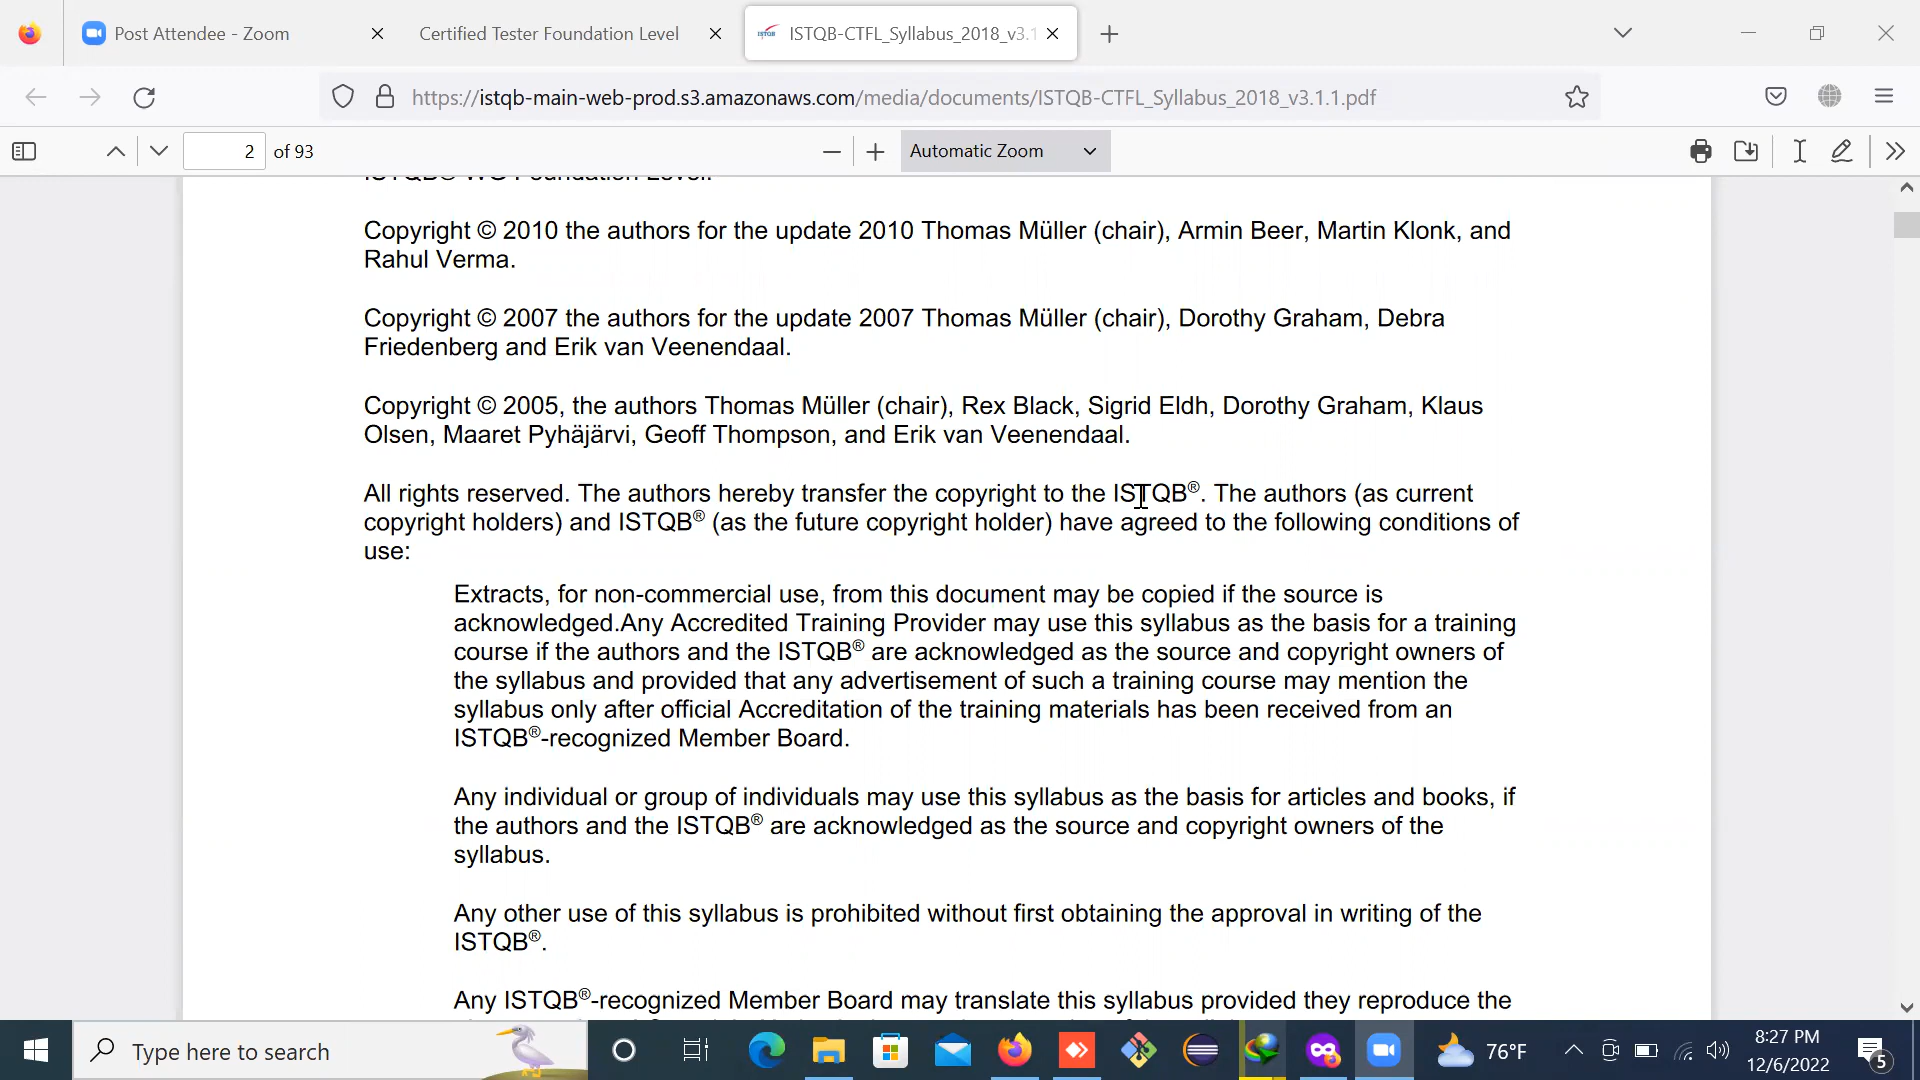 Post Attendee - Zoom
Certified Tester Foundation Level
ISTQB-CTFL_Syllabus_2018_v3.1
https://istqb-main-web-prod.s3.amazonaws.com/media/documents/ISTQB-CTFL_Syllabus_2018_v3.1.1.pdf
2 of 93
Automatic Zoom
ISTQB® WG Foundation Level.
Copyright © 2010 the authors for the update 2010 Thomas Müller (chair), Armin Beer, Martin Klonk, and
Rahul Verma.
Copyright © 2007 the authors for the update 2007 Thomas Müller (chair), Dorothy Graham, Debra
Friedenberg and Erik van Veenendaal.
Copyright © 2005, the authors Thomas Müller (chair), Rex Black, Sigrid Eldh, Dorothy Graham, Klaus
Olsen, Maaret Pyhäjärvi, Geoff Thompson, and Erik van Veenendaal.
All rights reserved. The authors hereby transfer the copyright to the ISTQB®. The authors (as current
copyright holders) and ISTQB® (as the future copyright holder) have agreed to the following conditions of
use:
Extracts, for non-commercial use, from this document may be copied if the source is
acknowledged.Any Accredited Training Provider may use this syllabus as the basis for a training
course if the authors and the ISTQB® are acknowledged as the source and copyright owners of
the syllabus and provided that any advertisement of such a training course may mention the
syllabus only after official Accreditation of the training materials has been received from an
ISTQB®-recognized Member Board.
Any individual or group of individuals may use this syllabus as the basis for articles and books, if
the authors and the ISTQB® are acknowledged as the source and copyright owners of the
syllabus.
Any other use of this syllabus is prohibited without first obtaining the approval in writing of the
ISTQB®.
Any ISTQB®-recognized Member Board may translate this syllabus provided they reproduce the
Type here to search
76°F
8:27 PM
12/6/2022
5